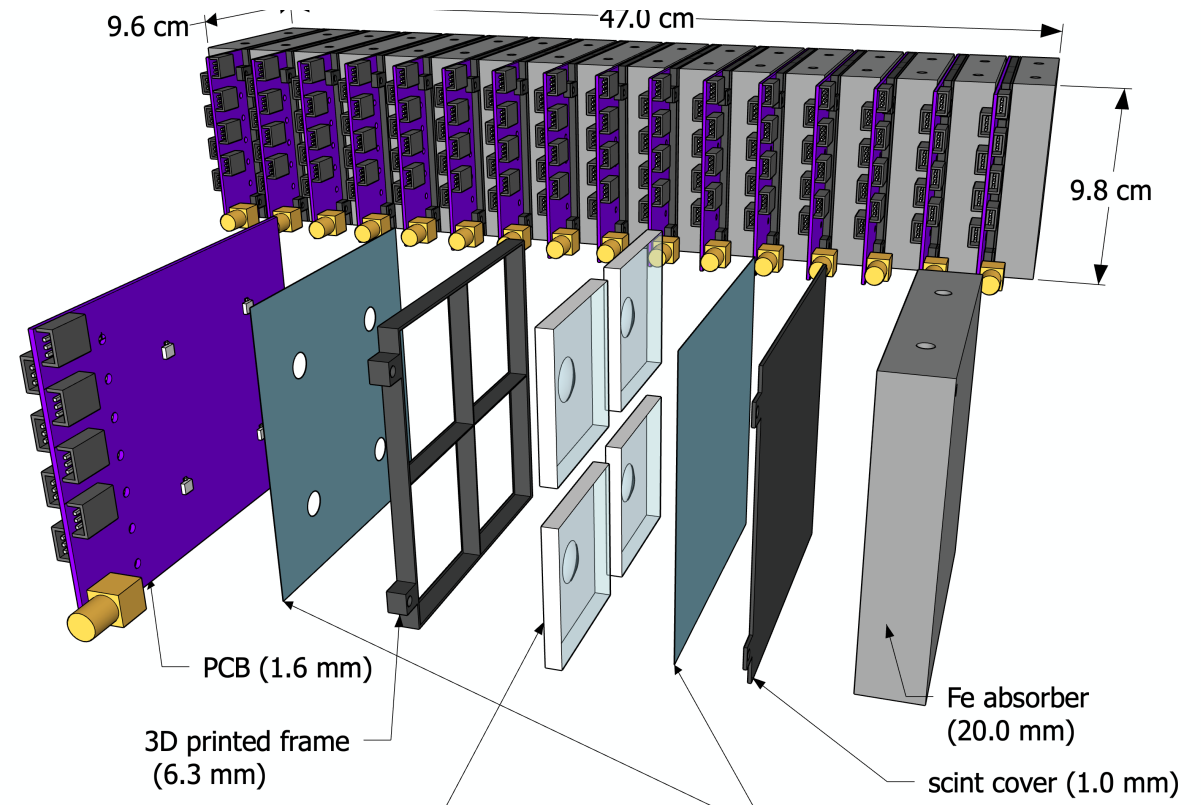 9.6 cm
47.0 cm
9.8 cm
PCB (1.6 mm)
3D printed frame
(6.3 mm)
Fe absorber
(20.0 mm)
scint cover (1.0 mm)